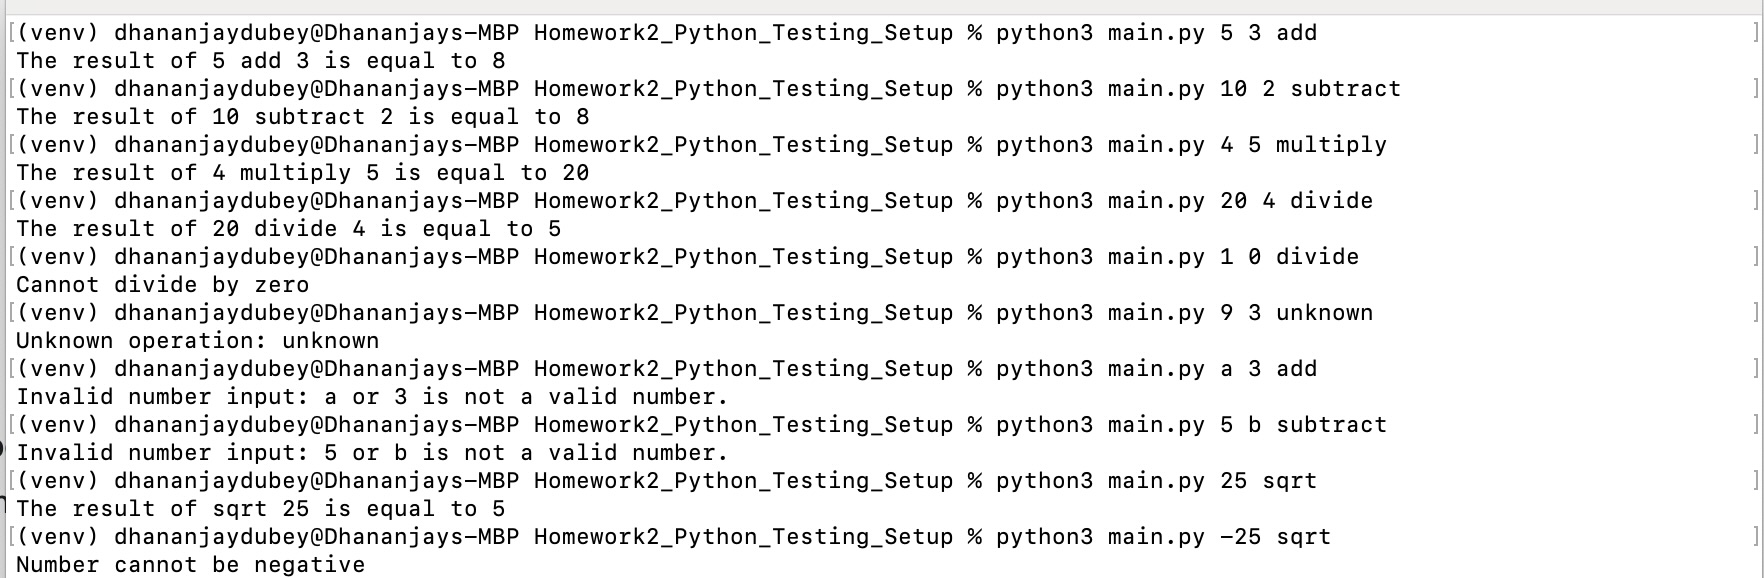 [(venv) dhananjaydubey@Dhananjays-MBP Homework2_Python_Testing_Setup % python3 main.py 5 3 add ]
The result of 5 add 3 is equal to 8
[(venv) dhananjaydubey@Dhananjays-MBP Homework2_Python_Testing_Setup % python3 main.py 10 2 subtract ]
The result of 10 subtract 2 is equal to 8
[(venv) dhananjaydubey@Dhananjays-MBP Homework2_Python_Testing_Setup % python3 main.py 4 5 multiply ]
The result of 4 multiply 5 is equal to 20
[(venv) dhananjaydubey@Dhananjays-MBP Homework2_Python_Testing_Setup % python3 main.py 20 4 divide ]
The result of 20 divide 4 is equal to 5
[(venv) dhananjaydubey@Dhananjays-MBP Homework2_Python_Testing_Setup % python3 main.py 1 0 divide ]
Cannot divide by zero
[(venv) dhananjaydubey@Dhananjays-MBP Homework2_Python_Testing_Setup % python3 main.py 9 3 unknown ]
Unknown operation: unknown
[(venv) dhananjaydubey@Dhananjays-MBP Homework2_Python_Testing_Setup % python3 main.py a 3 add ]
Invalid number input: a or 3 is not a valid number.
[(venv) dhananjaydubey@Dhananjays-MBP Homework2_Python_Testing_Setup % python3 main.py 5 b subtract ]
Invalid number input: 5 or b is not a valid number.
[(venv) dhananjaydubey@Dhananjays-MBP Homework2_Python_Testing_Setup % python3 main.py 25 sqrt ]
The result of sqrt 25 is equal to 5
[(venv) dhananjaydubey@Dhananjays-MBP Homework2_Python_Testing_Setup % python3 main.py -25 sqrt ]
Number cannot be negative